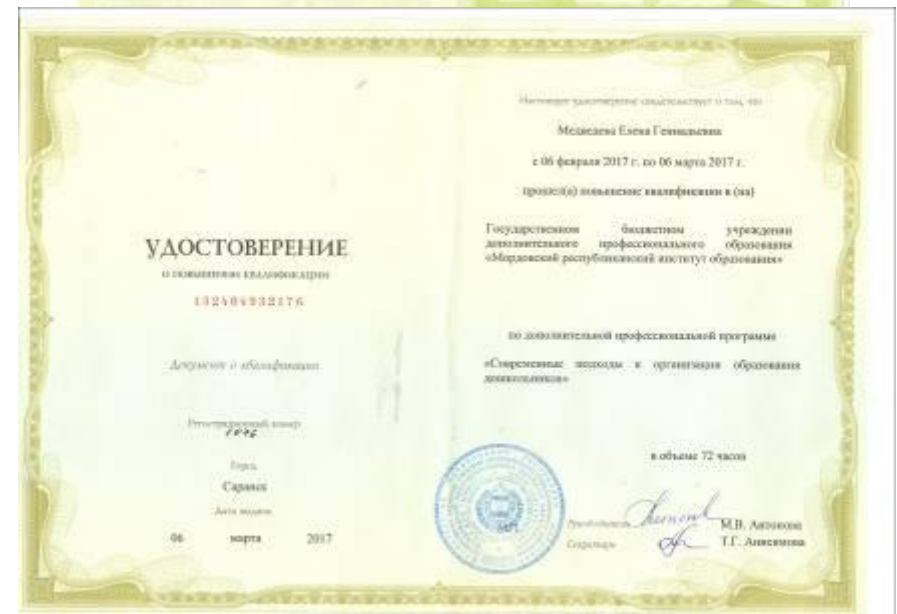 УДОСТОВЕРЕНИЕ
о повышении квалификации
132404932176
Документ о квалификации
Регистрационный номер
Город
Саранск
Дата выдачи
06 марта 2017
Настоящее удостоверение свидетельствует о том, что
Медведева Елена Геннадьевна
с 06 февраля 2017 г. по 06 марта 2017 г.
прошел(а) повышение квалификации в (на)
Государственном бюджетном учреждении
дополнительного профессионального образования
«Мордовский республиканский институт образования»
по дополнительной профессиональной программе
«Современные подходы к организации образования
дошкольников»
в объеме 72 часов
МП
Руководитель М.В. Антонова
Секретарь Т.Г. Анисимова